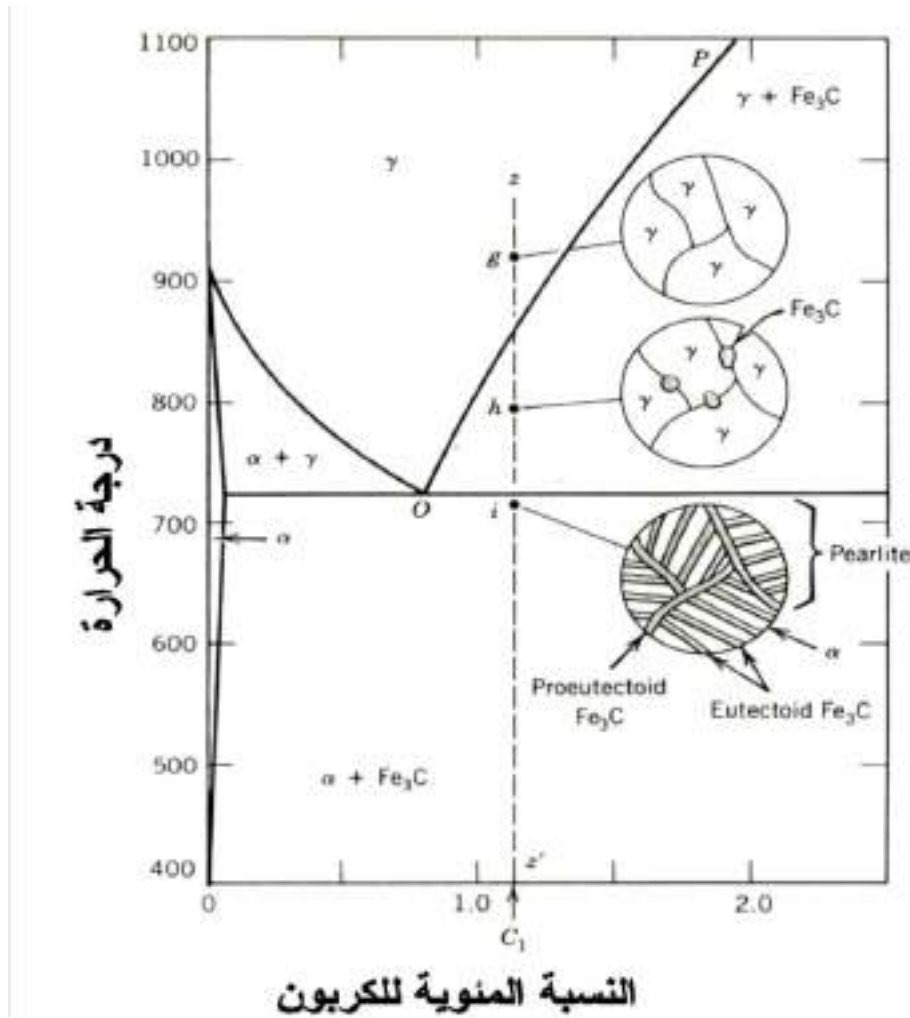 1100
P
γ + Fe₃C
1000
γ
z
γ
γ
γ
γ
g
900
Fe₃C
γ
γ
γ
γ
800
h
α + γ
O
i
700
α
Pearlite
600
α
Proeutectoid
Fe₃C
Eutectoid Fe₃C
500
α + Fe₃C
400
z′
0
1.0
2.0
C₁
درجة الحرارة
النسبة المئوية للكربون